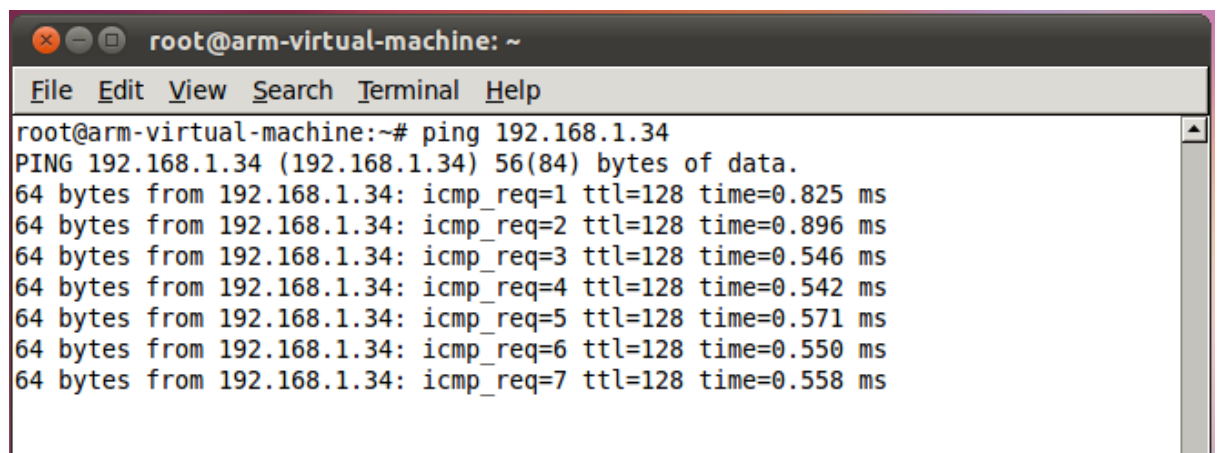 root@arm-virtual-machine: ~
File Edit View Search Terminal Help
root@arm-virtual-machine:~# ping 192.168.1.34
PING 192.168.1.34 (192.168.1.34) 56(84) bytes of data.
64 bytes from 192.168.1.34: icmp_req=1 ttl=128 time=0.825 ms
64 bytes from 192.168.1.34: icmp_req=2 ttl=128 time=0.896 ms
64 bytes from 192.168.1.34: icmp_req=3 ttl=128 time=0.546 ms
64 bytes from 192.168.1.34: icmp_req=4 ttl=128 time=0.542 ms
64 bytes from 192.168.1.34: icmp_req=5 ttl=128 time=0.571 ms
64 bytes from 192.168.1.34: icmp_req=6 ttl=128 time=0.550 ms
64 bytes from 192.168.1.34: icmp_req=7 ttl=128 time=0.558 ms